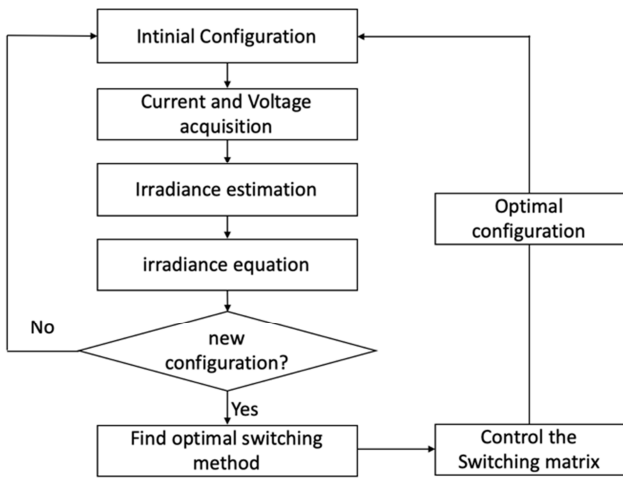 Intinial Configuration
Current and Voltage
acquisition
Irradiance estimation
irradiance equation
No
new
configuration?
Yes
Find optimal switching
method
Control the
Switching matrix
Optimal
configuration